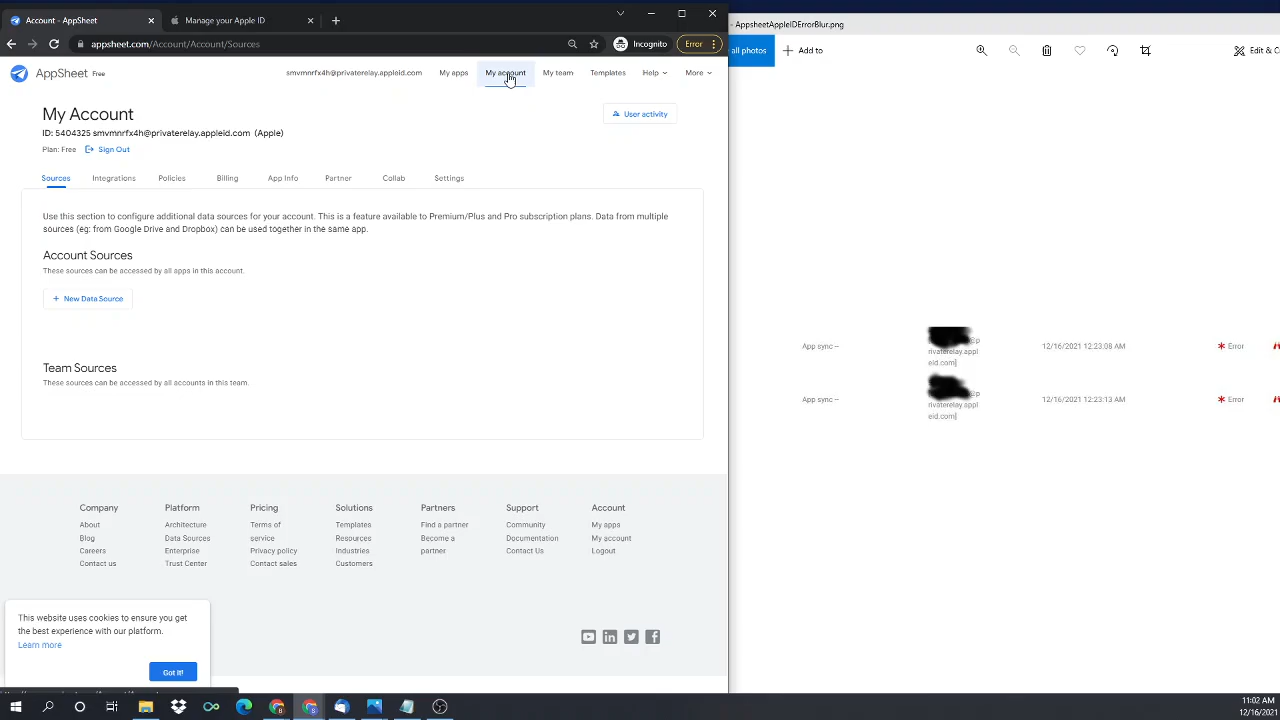 Account - AppSheet
Manage your Apple ID
appsheet.com/Account/Account/Sources
Incognito
Error
AppSheet Free
smvmnrfx4h@privaterelay.appleid.com
My apps
My account
My team
Templates
Help
More
My Account
ID: 5404325 smvmnrfx4h@privaterelay.appleid.com (Apple)
User activity
Plan: Free
Sign Out
Sources
Integrations
Policies
Billing
App Info
Partner
Collab
Settings
Use this section to configure additional data sources for your account. This is a feature available to Premium/Plus and Pro subscription plans. Data from multiple
sources (eg: from Google Drive and Dropbox) can be used together in the same app.
Account Sources
These sources can be accessed by all apps in this account.
+ New Data Source
Team Sources
These sources can be accessed by all accounts in this team.
Company
About
Blog
Careers
Contact us
Platform
Architecture
Data Sources
Enterprise
Trust Center
Pricing
Terms of
service
Privacy policy
Contact sales
Solutions
Templates
Resources
Industries
Customers
Partners
Find a partner
Become a
partner
Support
Community
Documentation
Contact Us
Account
My apps
My account
Logout
This website uses cookies to ensure you get
the best experience with our platform.
Learn more
Got it!
- AppsheetAppleIDErrorBlur.png
all photos
Add to
Edit & C
App sync –
@p
rivaterelay.appl
eid.com]
12/16/2021 12:23:08 AM
* Error
App sync –
@p
rivaterelay.appl
eid.com]
12/16/2021 12:23:13 AM
* Error
11:02 AM
12/16/2021